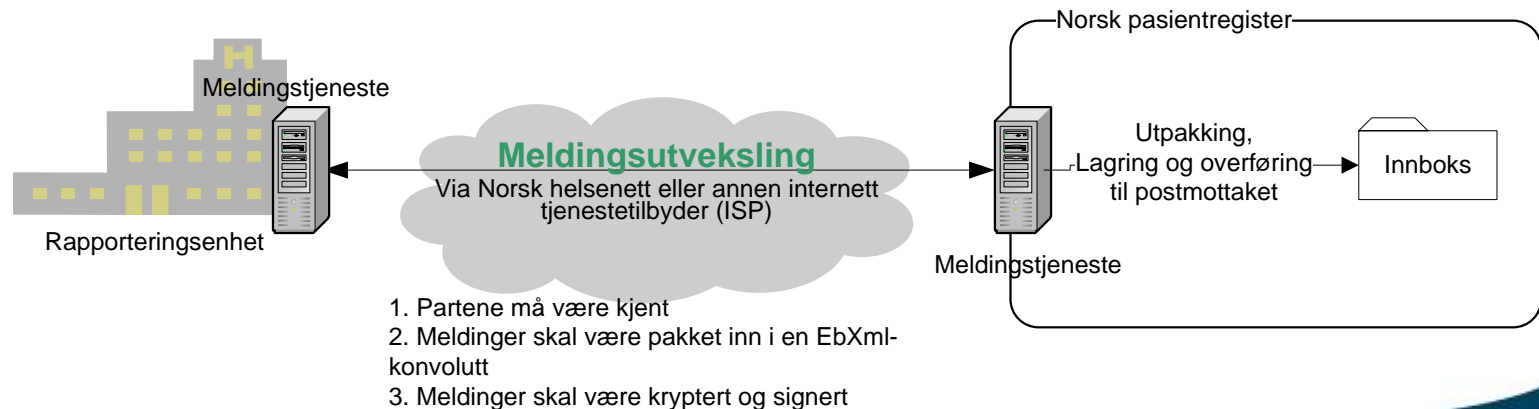 Norsk pasientregister
Meldingstjeneste
H
Rapporteringsenhet
Meldingsutveksling
Via Norsk helsenett eller annen internett
tjenestetilbyder (ISP)
Meldingstjeneste
Utpakking,
Lagring og overføring
til postmottaket
Innboks
1. Partene må være kjent
2. Meldinger skal være pakket inn i en EbXml-
konvolutt
3. Meldinger skal være kryptert og signert